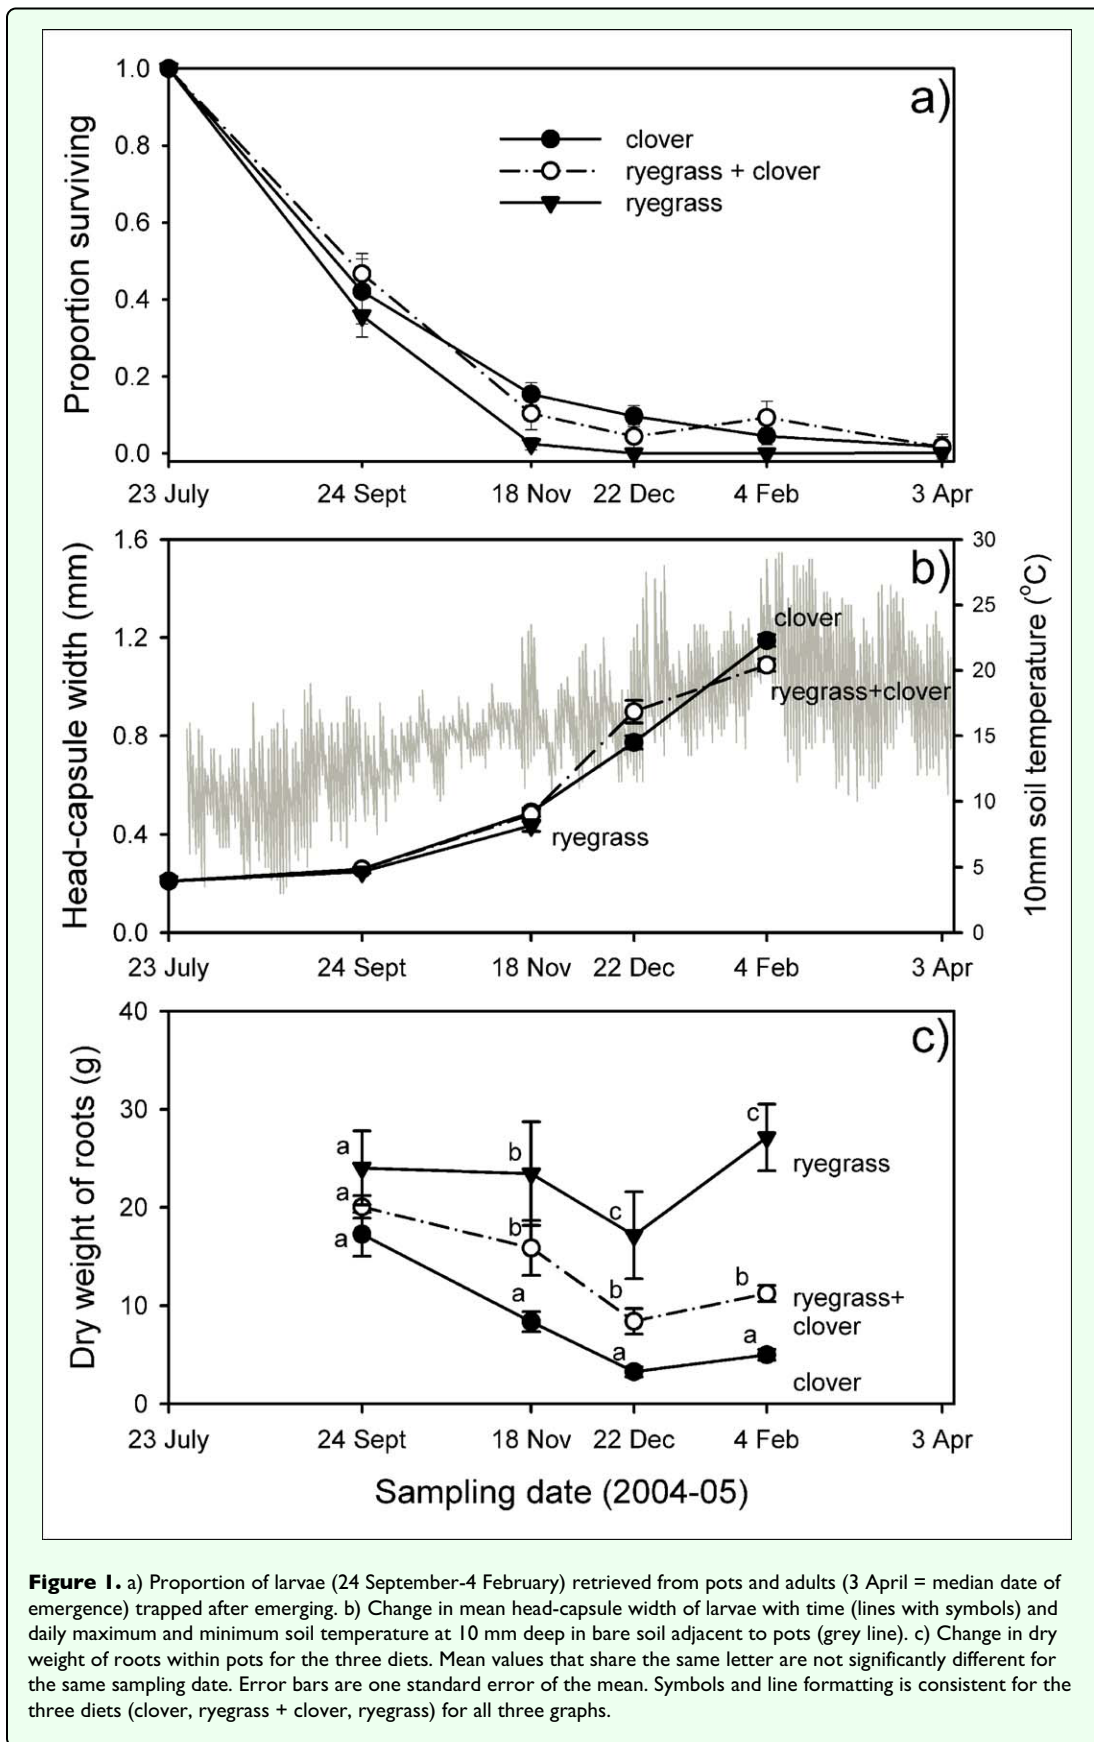 a)
1.0
0.8
0.6
0.4
0.2
0.0
Proportion surviving
clover
ryegrass + clover
ryegrass
23 July 24 Sept 18 Nov 22 Dec 4 Feb 3 Apr
b)
1.6
1.2
0.8
0.4
0.0
Head-capsule width (mm)
30
25
20
15
10
5
0
10mm soil temperature (°C)
clover
ryegrass+clover
ryegrass
23 July 24 Sept 18 Nov 22 Dec 4 Feb 3 Apr
c)
40
30
20
10
0
Dry weight of roots (g)
a b c c
a b b b
a a a a
ryegrass
ryegrass+
clover
clover
23 July 24 Sept 18 Nov 22 Dec 4 Feb 3 Apr
Sampling date (2004-05)
Figure 1. a) Proportion of larvae (24 September-4 February) retrieved from pots and adults (3 April = median date of
emergence) trapped after emerging. b) Change in mean head-capsule width of larvae with time (lines with symbols) and
daily maximum and minimum soil temperature at 10 mm deep in bare soil adjacent to pots (grey line). c) Change in dry
weight of roots within pots for the three diets. Mean values that share the same letter are not significantly different for
the same sampling date. Error bars are one standard error of the mean. Symbols and line formatting is consistent for the
three diets (clover, ryegrass + clover, ryegrass) for all three graphs.